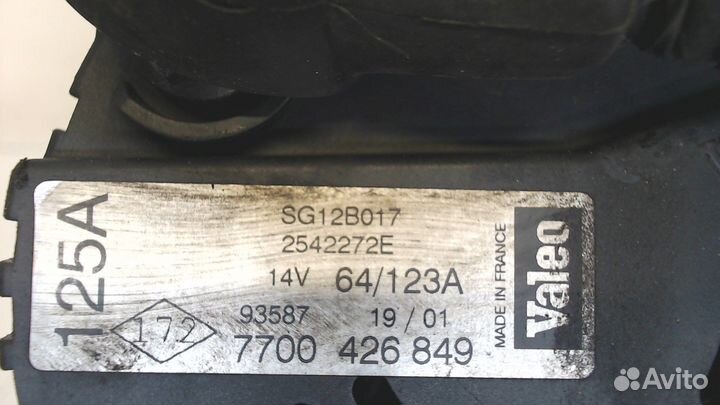 125A
SG12B017
2542272E
14V 64/123A
172
93587 19/01
7700 426 849
MADE IN FRANCE
Valeo
Avito